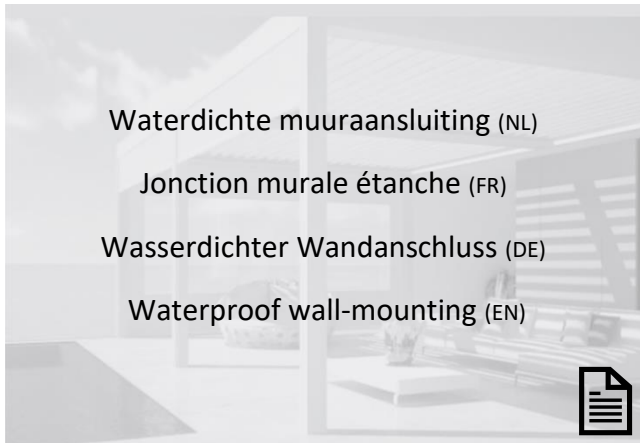 Waterdichte muuraansluiting (NL)
Jonction murale étanche (FR)
Wasserdichter Wandanschluss (DE)
Waterproof wall-mounting (EN)